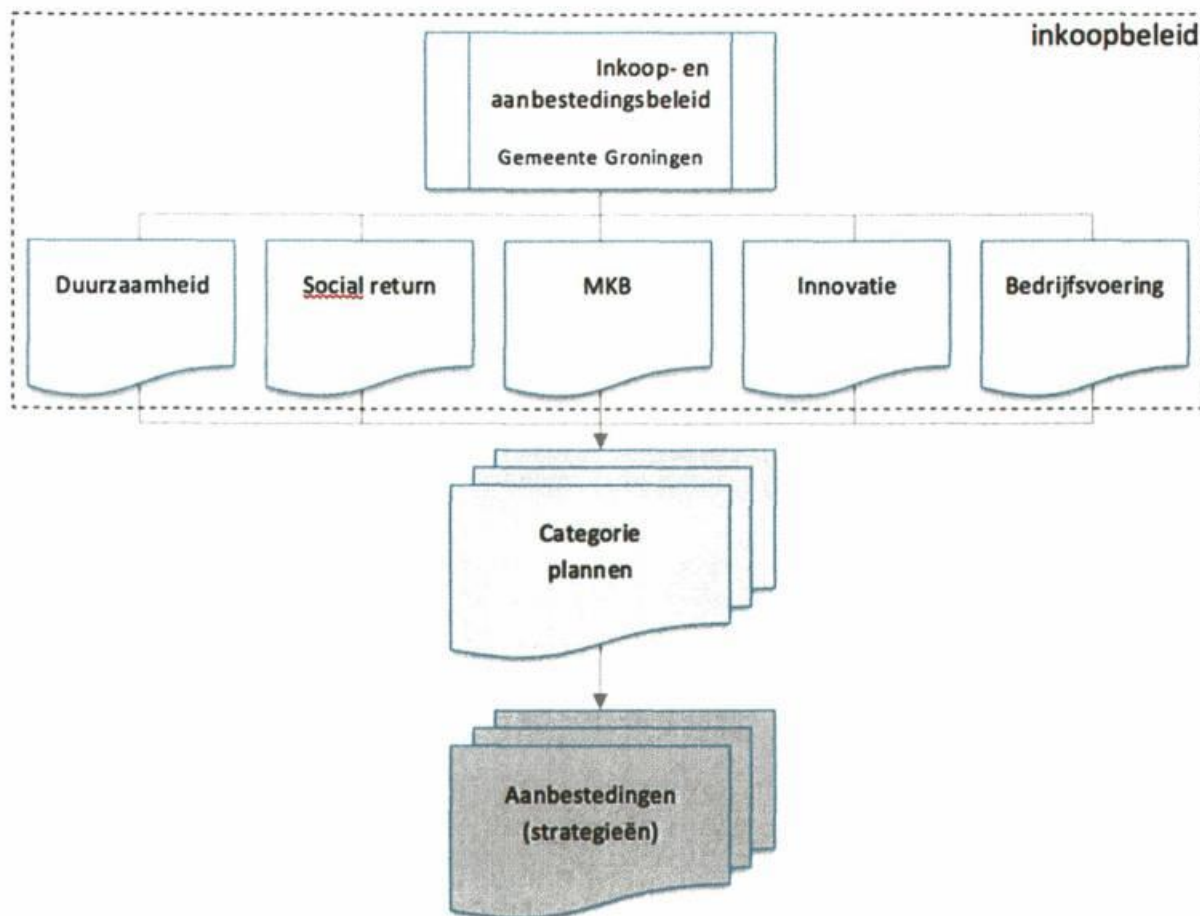 inkoopbeleid
Inkoop- en
aanbestedingsbeleid
Gemeente Groningen
Duurzaamheid
Social return
MKB
Innovatie
Bedrijfsvoering
Categorie
plannen
Aanbestedingen
(strategieën)